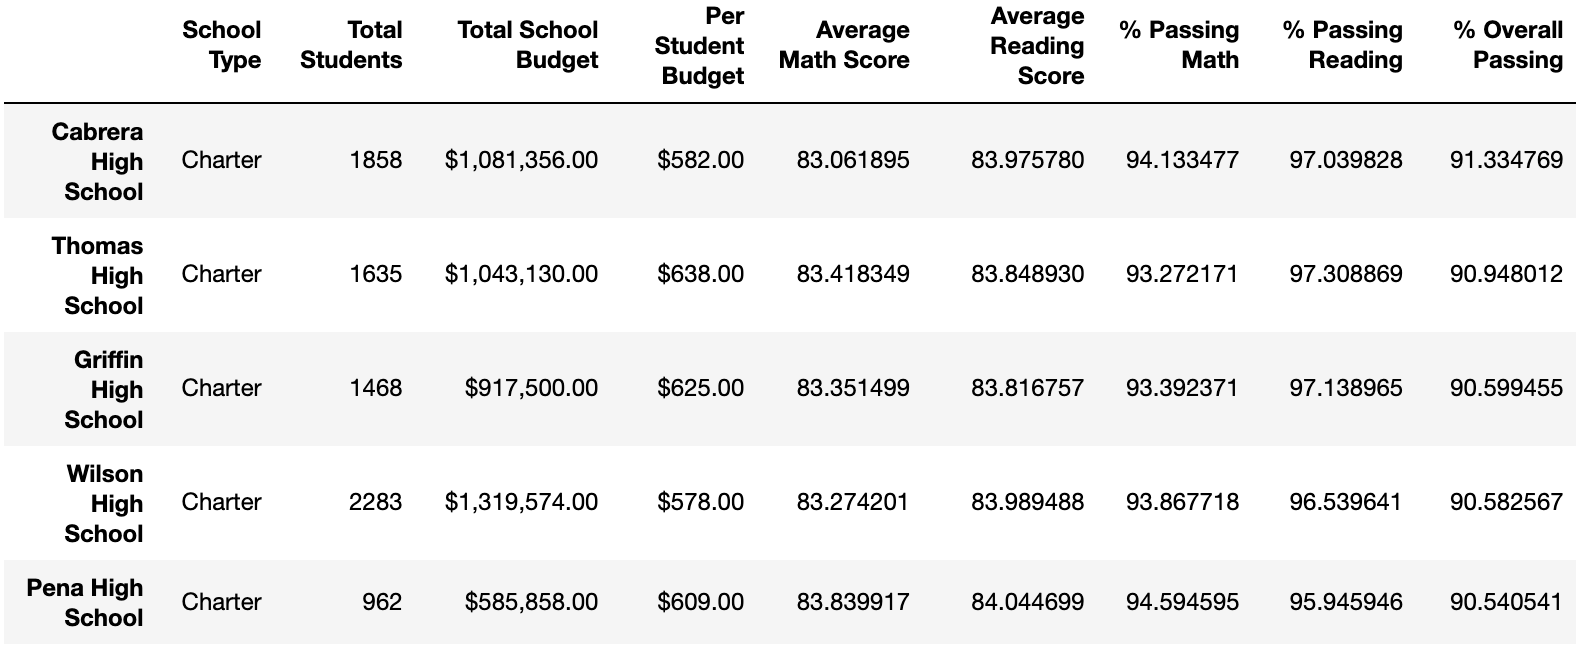 School Type Total Students Total School Budget Per Student Budget Average Math Score Average Reading Score % Passing Math % Passing Reading % Overall Passing
Cabrera High School Charter 1858 $1,081,356.00 $582.00 83.061895 83.975780 94.133477 97.039828 91.334769
Thomas High School Charter 1635 $1,043,130.00 $638.00 83.418349 83.848930 93.272171 97.308869 90.948012
Griffin High School Charter 1468 $917,500.00 $625.00 83.351499 83.816757 93.392371 97.138965 90.599455
Wilson High School Charter 2283 $1,319,574.00 $578.00 83.274201 83.989488 93.867718 96.539641 90.582567
Pena High School Charter 962 $585,858.00 $609.00 83.839917 84.044699 94.594595 95.945946 90.540541